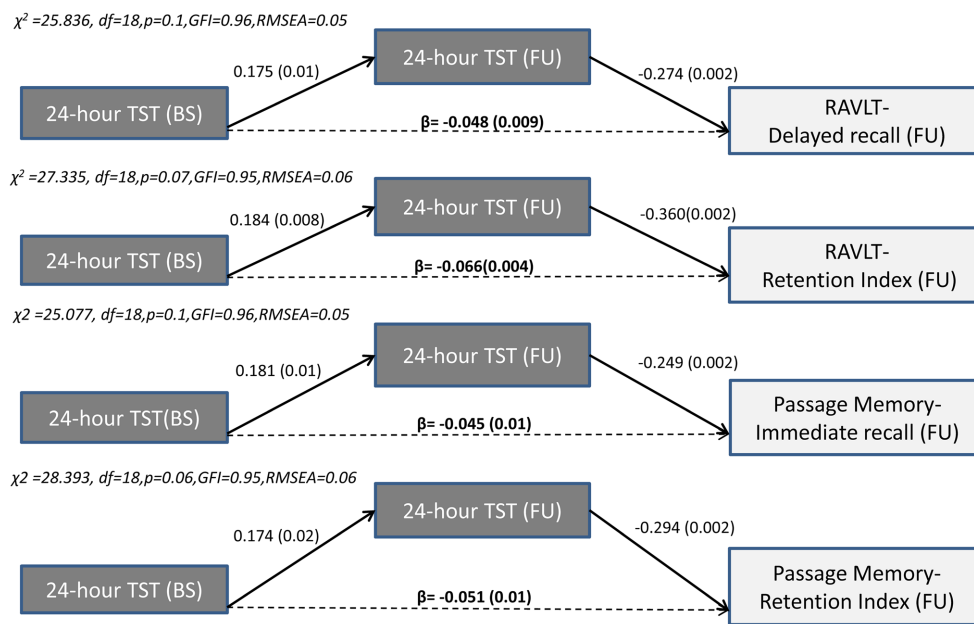 χ² =25.836, df=18,p=0.1,GFI=0.96,RMSEA=0.05
24-hour TST (FU)
0.175 (0.01)
-0.274 (0.002)
24-hour TST (BS)
β= -0.048 (0.009)
RAVLT-
Delayed recall (FU)
χ² =27.335, df=18,p=0.07,GFI=0.95,RMSEA=0.06
24-hour TST (FU)
0.184 (0.008)
-0.360(0.002)
24-hour TST (BS)
β= -0.066(0.004)
RAVLT-
Retention Index (FU)
χ2 =25.077, df=18,p=0.1,GFI=0.96,RMSEA=0.05
24-hour TST (FU)
0.181 (0.01)
-0.249 (0.002)
24-hour TST(BS)
β= -0.045 (0.01)
Passage Memory-
Immediate recall (FU)
χ2 =28.393, df=18,p=0.06,GFI=0.95,RMSEA=0.06
24-hour TST (FU)
0.174 (0.02)
-0.294 (0.002)
24-hour TST (BS)
β= -0.051 (0.01)
Passage Memory-
Retention Index (FU)